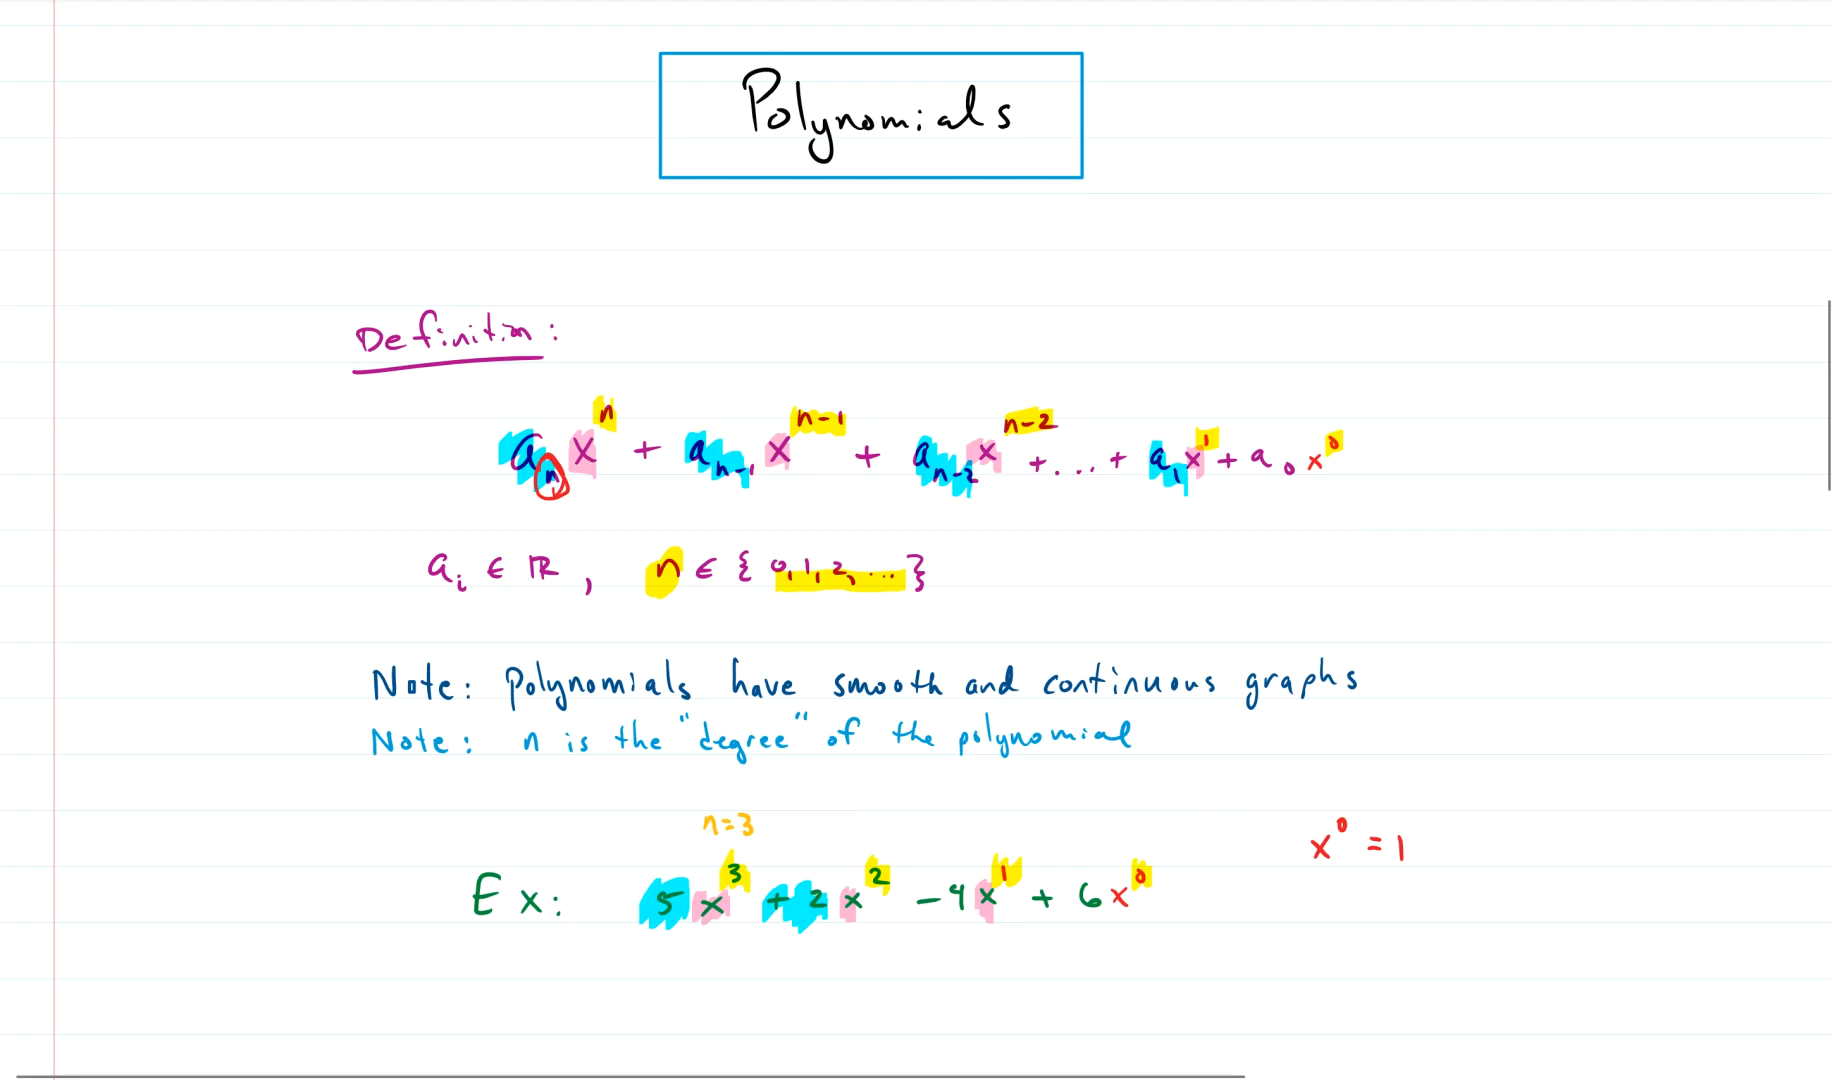 Polynomials
Definition:
aₙxⁿ + aₙ₋₁xⁿ⁻¹ + aₙ₋₂xⁿ⁻² + ... + a₁x¹ + a₀x⁰
aᵢ ∈ ℝ, n ∈ {0, 1, 2, ...}
Note: Polynomials have smooth and continuous graphs
Note: n is the "degree" of the polynomial
n=3
x⁰ = 1
Ex: 5x³ + 2x² - 4x¹ + 6x⁰